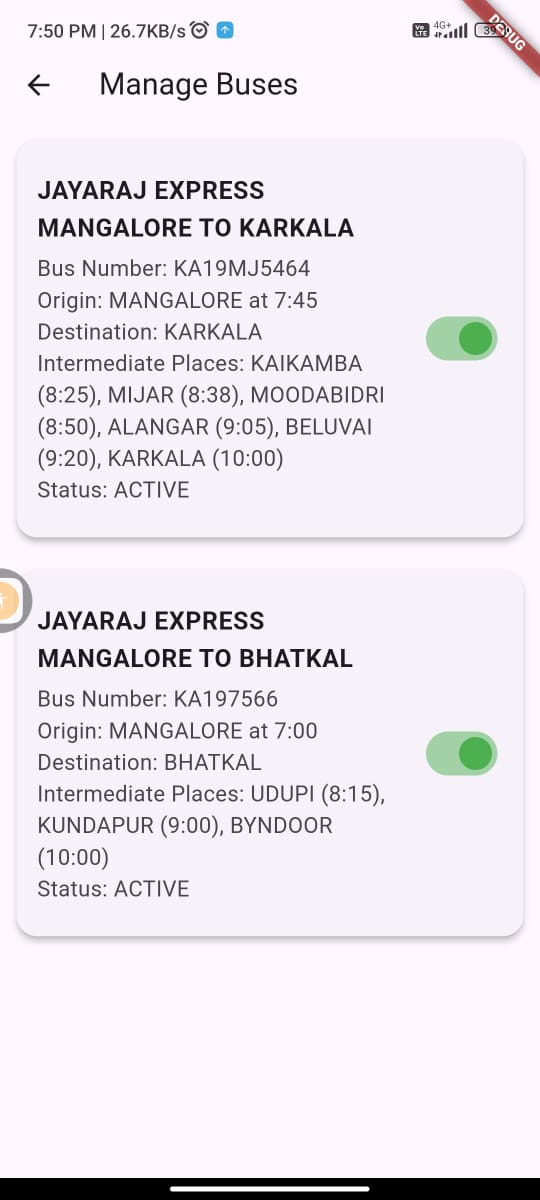 7:50 PM | 26.7KB/s
Vo LTE 4G+
DEBUG
Manage Buses
JAYARAJ EXPRESS
MANGALORE TO KARKALA
Bus Number: KA19MJ5464
Origin: MANGALORE at 7:45
Destination: KARKALA
Intermediate Places: KAIKAMBA
(8:25), MIJAR (8:38), MOODABIDRI
(8:50), ALANGAR (9:05), BELUVAI
(9:20), KARKALA (10:00)
Status: ACTIVE
JAYARAJ EXPRESS
MANGALORE TO BHATKAL
Bus Number: KA197566
Origin: MANGALORE at 7:00
Destination: BHATKAL
Intermediate Places: UDUPI (8:15),
KUNDAPUR (9:00), BYNDOOR
(10:00)
Status: ACTIVE